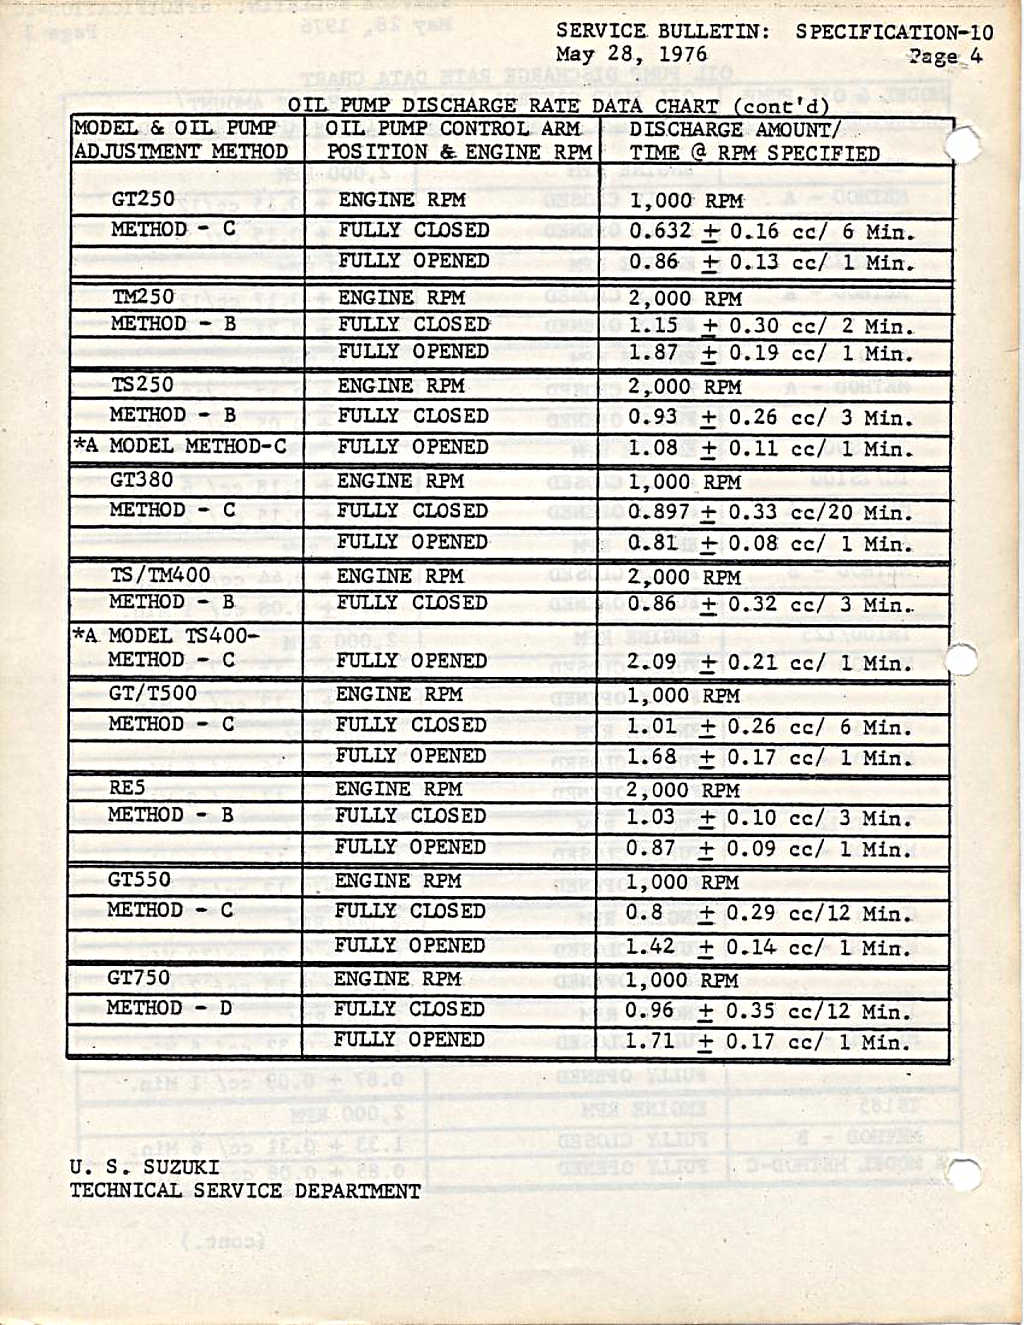 SERVICE BULLETIN: SPECIFICATION-10
May 28, 1976 Page 4
OIL PUMP DISCHARGE RATE DATA CHART (cont'd)
MODEL & OIL PUMP OIL PUMP CONTROL ARM DISCHARGE AMOUNT/
ADJUSTMENT METHOD POSITION & ENGINE RPM TIME @ RPM SPECIFIED
GT250 ENGINE RPM 1,000 RPM
METHOD - C FULLY CLOSED 0.632 ± 0.16 cc/ 6 Min.
FULLY OPENED 0.86 ± 0.13 cc/ 1 Min.
TM250 ENGINE RPM 2,000 RPM
METHOD - B FULLY CLOSED 1.15 ± 0.30 cc/ 2 Min.
FULLY OPENED 1.87 ± 0.19 cc/ 1 Min.
TS250 ENGINE RPM 2,000 RPM
METHOD - B FULLY CLOSED 0.93 ± 0.26 cc/ 3 Min.
*A MODEL METHOD-C FULLY OPENED 1.08 ± 0.11 cc/ 1 Min.
GT380 ENGINE RPM 1,000 RPM
METHOD - C FULLY CLOSED 0.897 ± 0.33 cc/20 Min.
FULLY OPENED 0.81 ± 0.08 cc/ 1 Min.
TS/TM400 ENGINE RPM 2,000 RPM
METHOD - B FULLY CLOSED 0.86 ± 0.32 cc/ 3 Min.
*A MODEL TS400-
METHOD - C FULLY OPENED 2.09 ± 0.21 cc/ 1 Min.
GT/T500 ENGINE RPM 1,000 RPM
METHOD - C FULLY CLOSED 1.01 ± 0.26 cc/ 6 Min.
FULLY OPENED 1.68 ± 0.17 cc/ 1 Min.
RE5 ENGINE RPM 2,000 RPM
METHOD - B FULLY CLOSED 1.03 ± 0.10 cc/ 3 Min.
FULLY OPENED 0.87 ± 0.09 cc/ 1 Min.
GT550 ENGINE RPM 1,000 RPM
METHOD - C FULLY CLOSED 0.8 ± 0.29 cc/12 Min.
FULLY OPENED 1.42 ± 0.14 cc/ 1 Min.
GT750 ENGINE RPM 1,000 RPM
METHOD - D FULLY CLOSED 0.96 ± 0.35 cc/12 Min.
FULLY OPENED 1.71 ± 0.17 cc/ 1 Min.
U. S. SUZUKI
TECHNICAL SERVICE DEPARTMENT